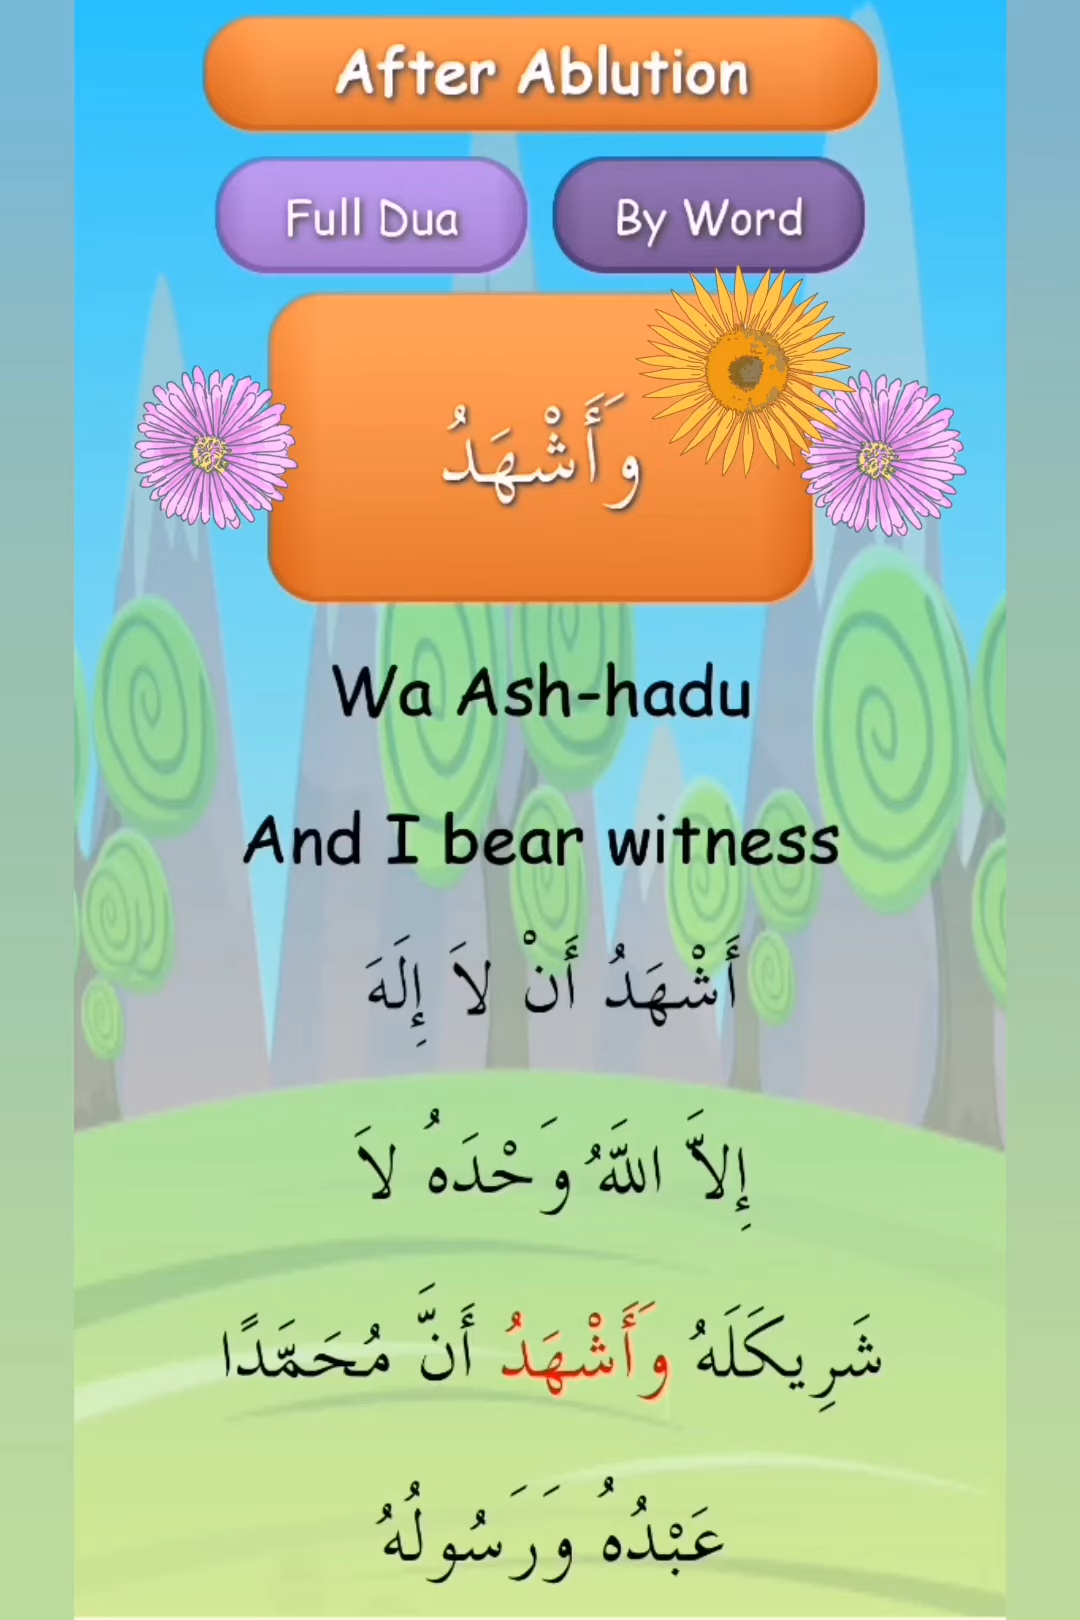 After Ablution
Full Dua
By Word
وَأَشْهَدُ
Wa Ash-hadu
And I bear witness
أَشْهَدُ أَنْ لاَ إِلَهَ
إِلاَّ اللَّهُ وَحْدَهُ لاَ
شَرِيكَلَهُ وَأَشْهَدُ أَنَّ مُحَمَّدًا
عَبْدُهُ وَرَسُولُهُ